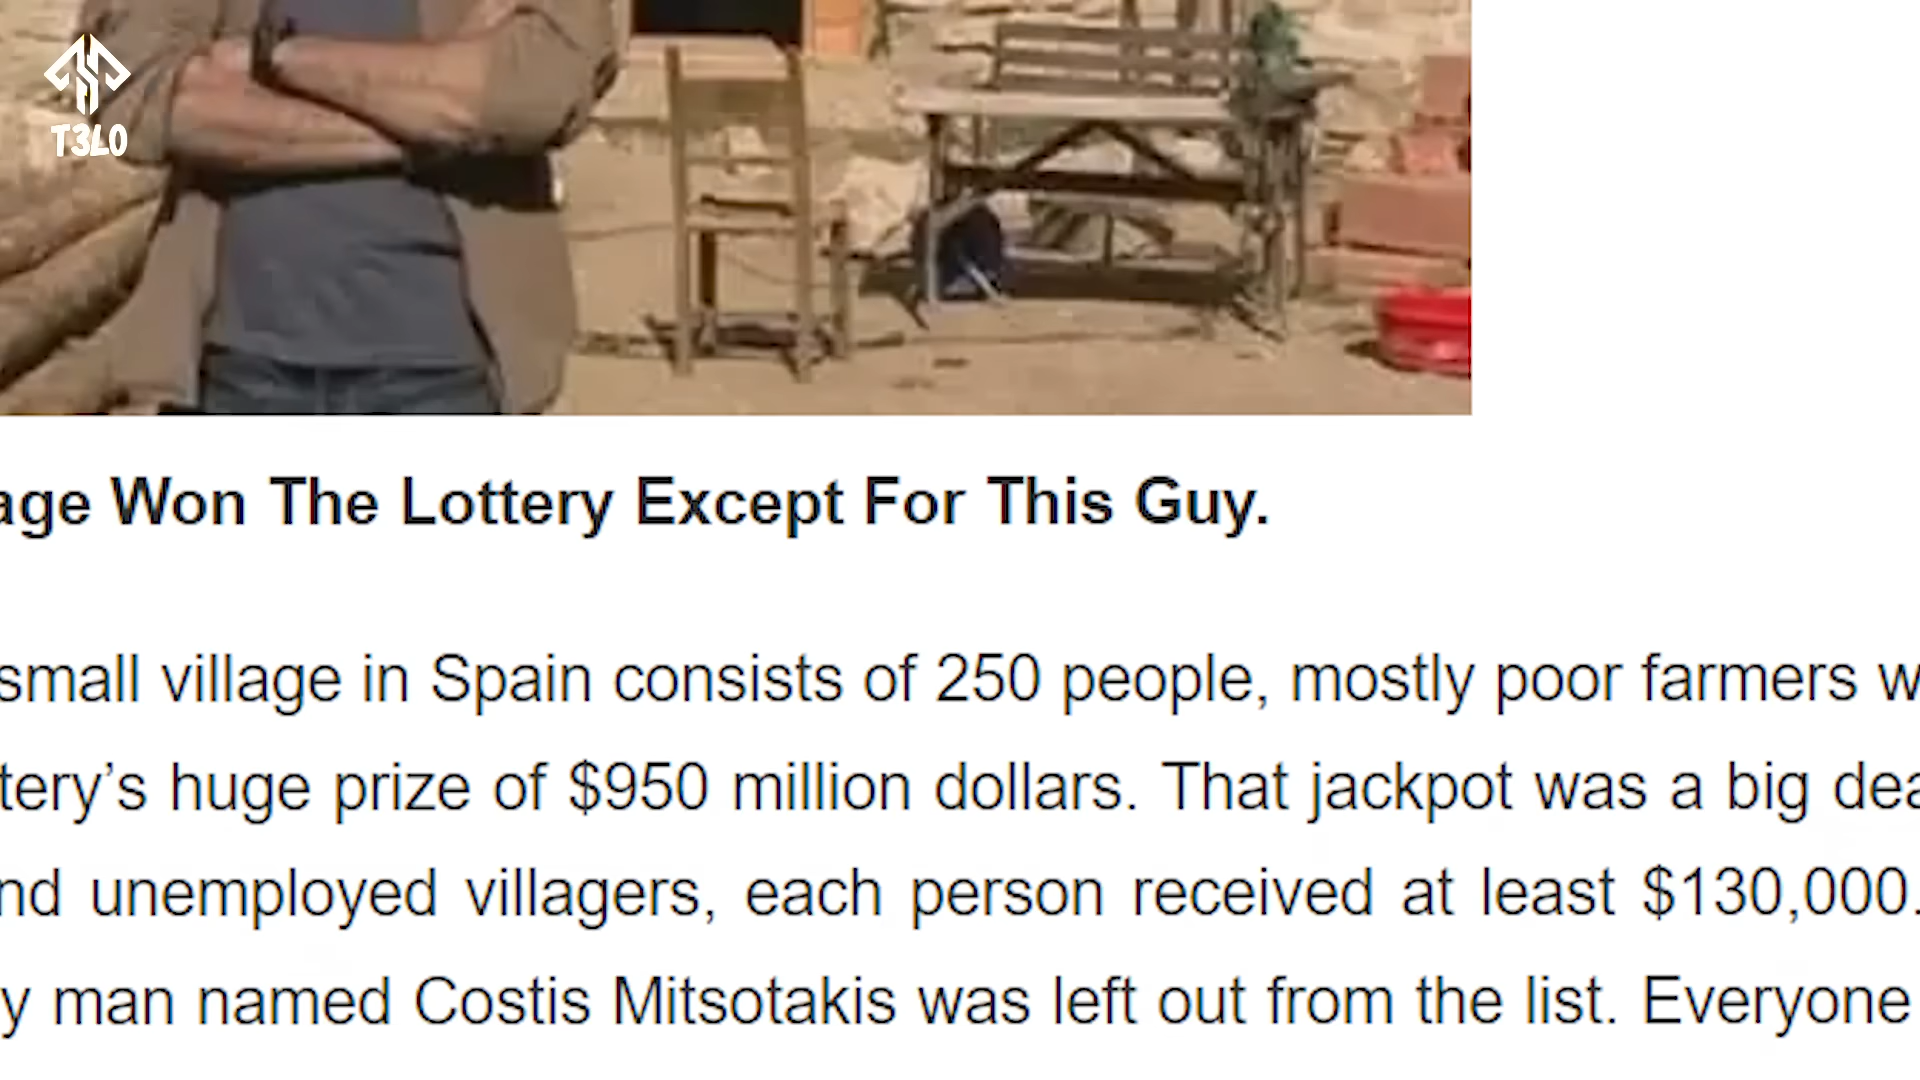 T3LO
age Won The Lottery Except For This Guy.
small village in Spain consists of 250 people, mostly poor farmers w
tery's huge prize of $950 million dollars. That jackpot was a big dea
nd unemployed villagers, each person received at least $130,000.
y man named Costis Mitsotakis was left out from the list. Everyone